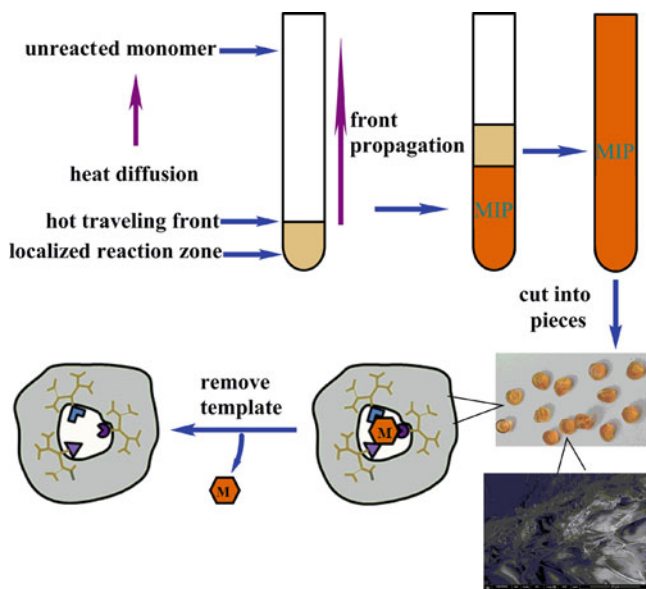 unreacted monomer
front
propagation
heat diffusion
hot traveling front
localized reaction zone
MIP
MIP
cut into
pieces
remove
template
M
M